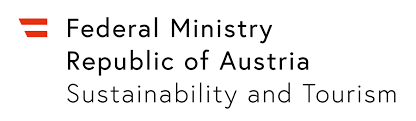 Federal Ministry
Republic of Austria
Sustainability and Tourism